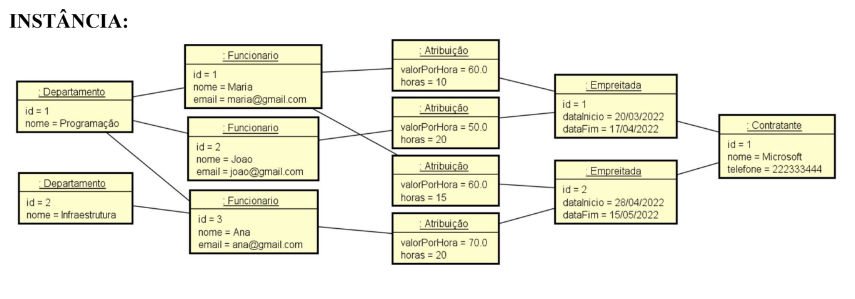 INSTÂNCIA:
: Departamento
id = 1
nome = Programação
: Departamento
id = 2
nome = Infraestrutura
: Funcionario
id = 1
nome = Maria
email = maria@gmail.com
: Funcionario
id = 2
nome = Joao
email = joao@gmail.com
: Funcionario
id = 3
nome = Ana
email = ana@gmail.com
: Atribuição
valorPorHora = 60.0
horas = 10
: Atribuição
valorPorHora = 50.0
horas = 20
: Atribuição
valorPorHora = 60.0
horas = 15
: Atribuição
valorPorHora = 70.0
horas = 20
: Empreitada
id = 1
dataInicio = 20/03/2022
dataFim = 17/04/2022
: Empreitada
id = 2
dataInicio = 28/04/2022
dataFim = 15/05/2022
: Contratante
id = 1
nome = Microsoft
telefone = 222333444